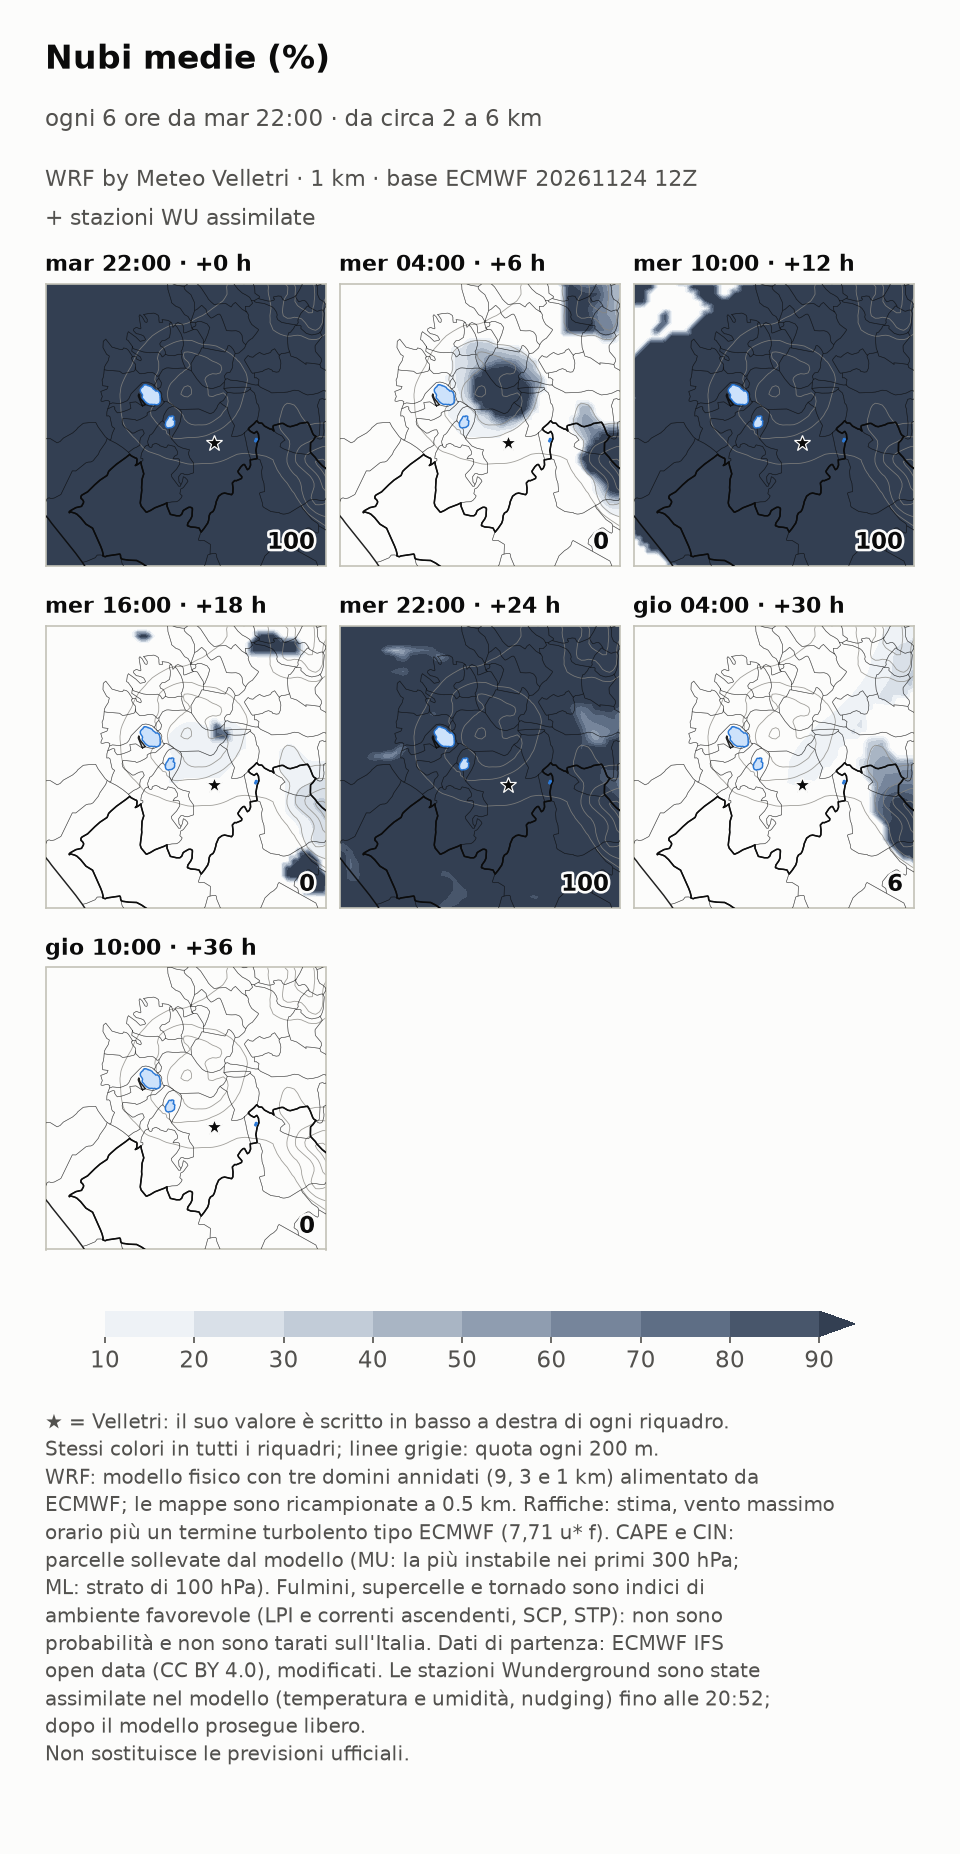 Nubi medie (%)
ogni 6 ore da mar 22:00 · da circa 2 a 6 km
WRF by Meteo Velletri · 1 km · base ECMWF 20261124 12Z
+ stazioni WU assimilate
mar 22:00 · +0 h
mer 04:00 · +6 h
mer 10:00 · +12 h
100
0
100
mer 16:00 · +18 h
mer 22:00 · +24 h
gio 04:00 · +30 h
0
100
6
gio 10:00 · +36 h
0
10 20 30 40 50 60 70 80 90
★ = Velletri: il suo valore è scritto in basso a destra di ogni riquadro.
Stessi colori in tutti i riquadri; linee grigie: quota ogni 200 m.
WRF: modello fisico con tre domini annidati (9, 3 e 1 km) alimentato da
ECMWF; le mappe sono ricampionate a 0.5 km. Raffiche: stima, vento massimo
orario più un termine turbolento tipo ECMWF (7,71 u* f). CAPE e CIN:
parcelle sollevate dal modello (MU: la più instabile nei primi 300 hPa;
ML: strato di 100 hPa). Fulmini, supercelle e tornado sono indici di
ambiente favorevole (LPI e correnti ascendenti, SCP, STP): non sono
probabilità e non sono tarati sull'Italia. Dati di partenza: ECMWF IFS
open data (CC BY 4.0), modificati. Le stazioni Wunderground sono state
assimilate nel modello (temperatura e umidità, nudging) fino alle 20:52;
dopo il modello prosegue libero.
Non sostituisce le previsioni ufficiali.